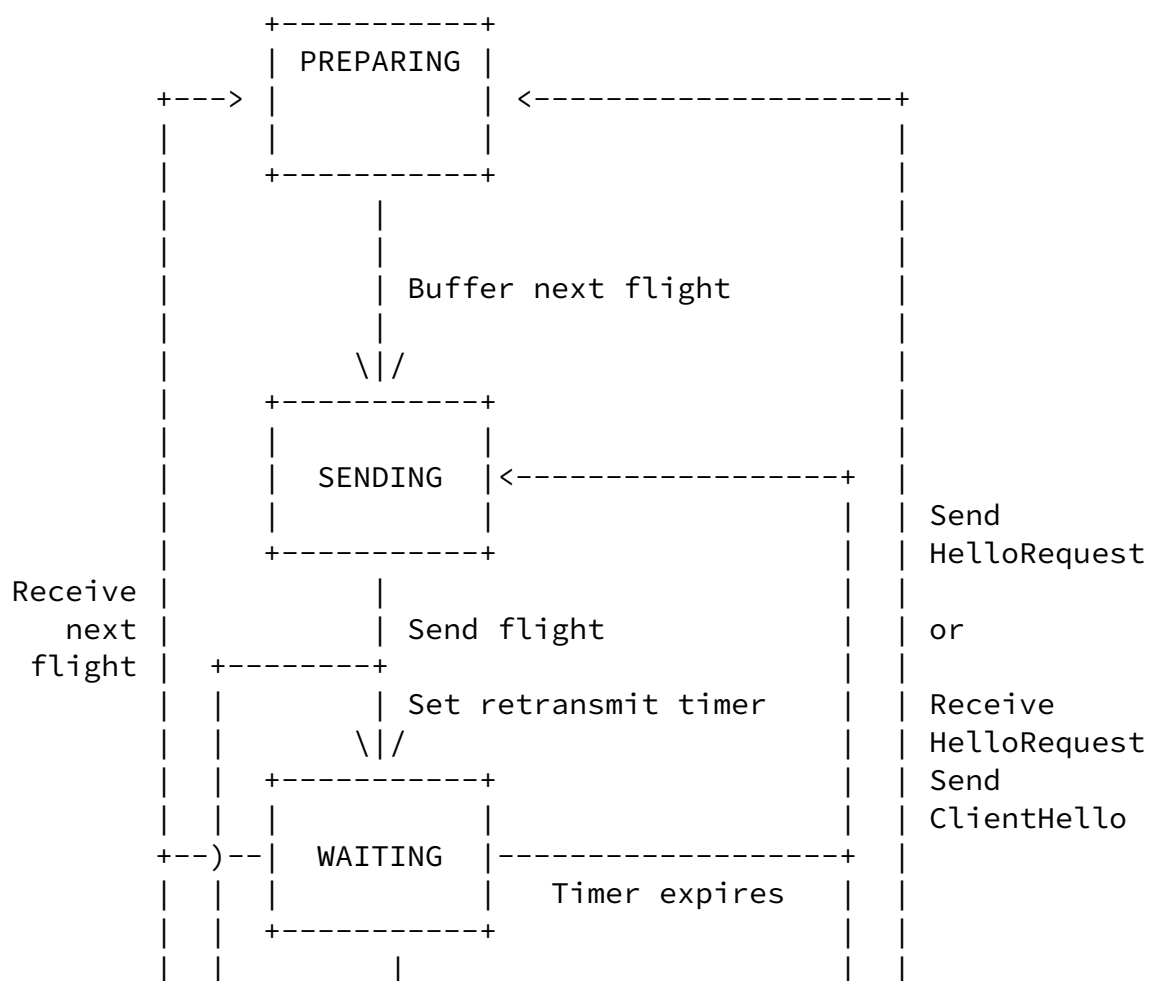 PREPARING
Buffer next flight
SENDING
Send
HelloRequest
Receive
next
flight
Send flight
or
Set retransmit timer
Receive
HelloRequest
Send
ClientHello
WAITING
Timer expires